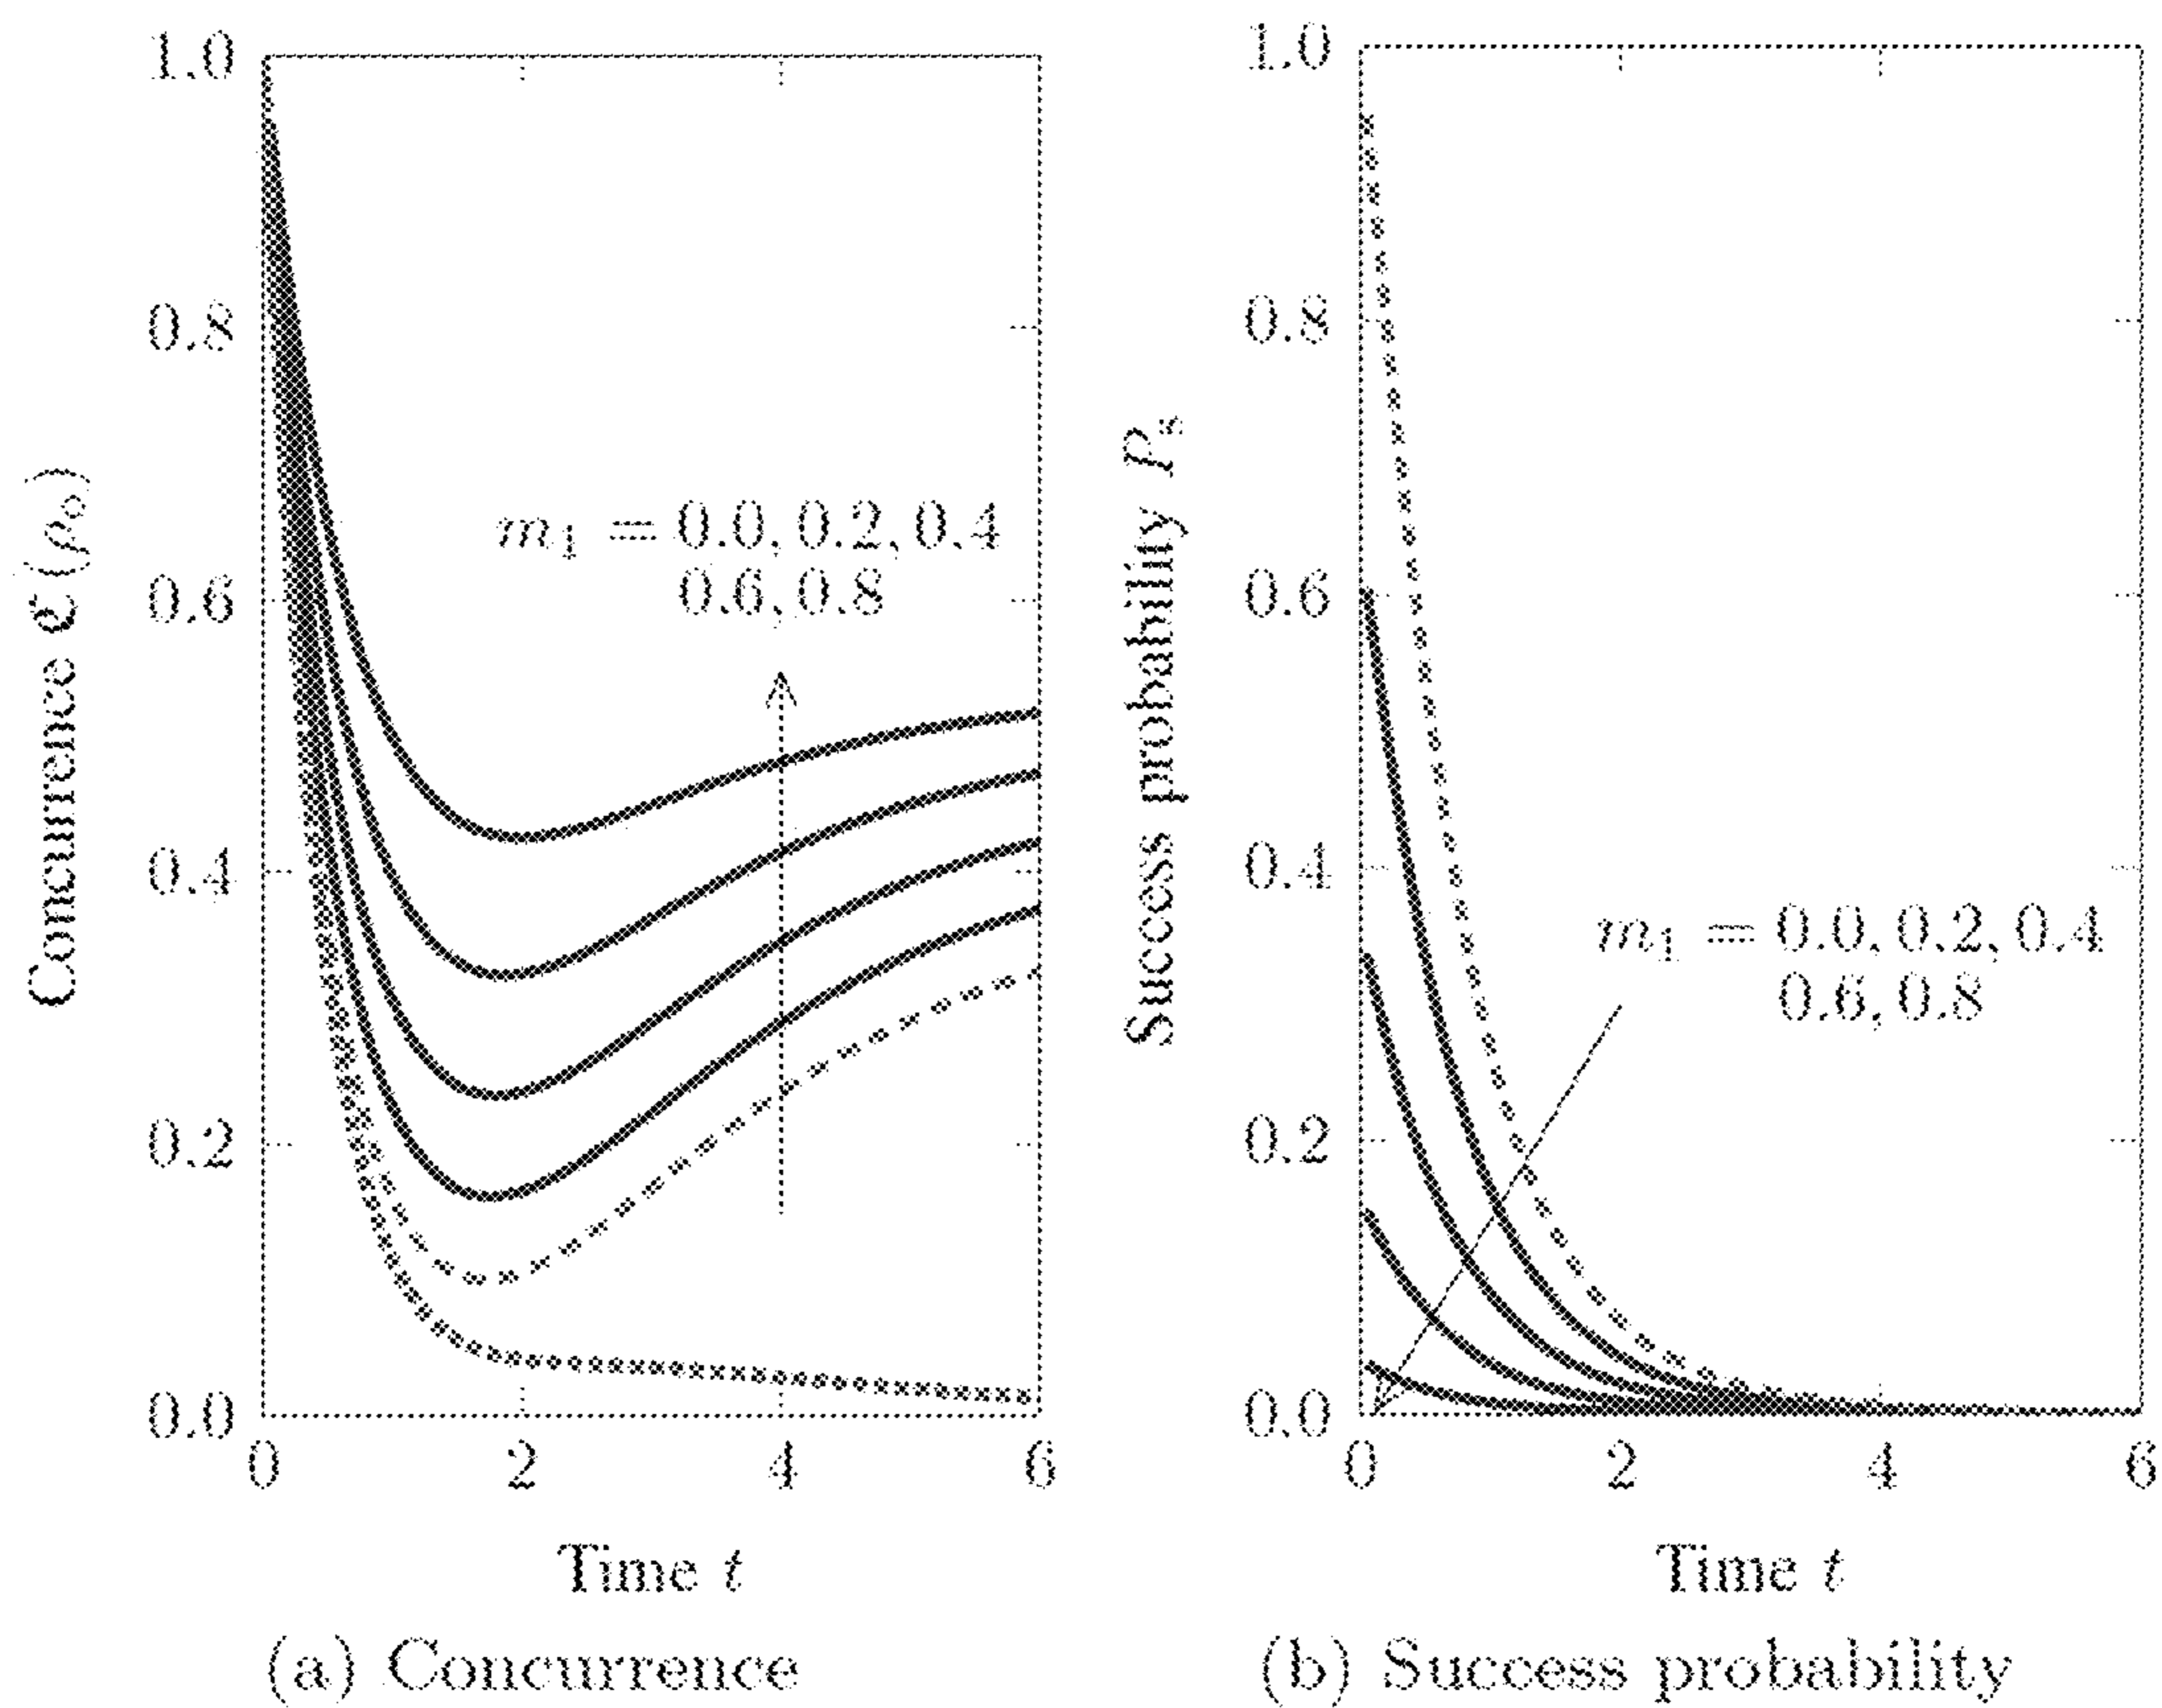 1.0
0.8
0.6
0.4
0.2
0.0
Concurrence 𝕮(ρₒ)
m₁ = 0.0, 0.2, 0.4
0.6, 0.8
0 2 4 6
Time t
(a) Concurrence
1.0
0.8
0.6
0.4
0.2
0.0
Success probability Pₛ
m₁ = 0.0, 0.2, 0.4
0.6, 0.8
0 2 4 6
Time t
(b) Success probability